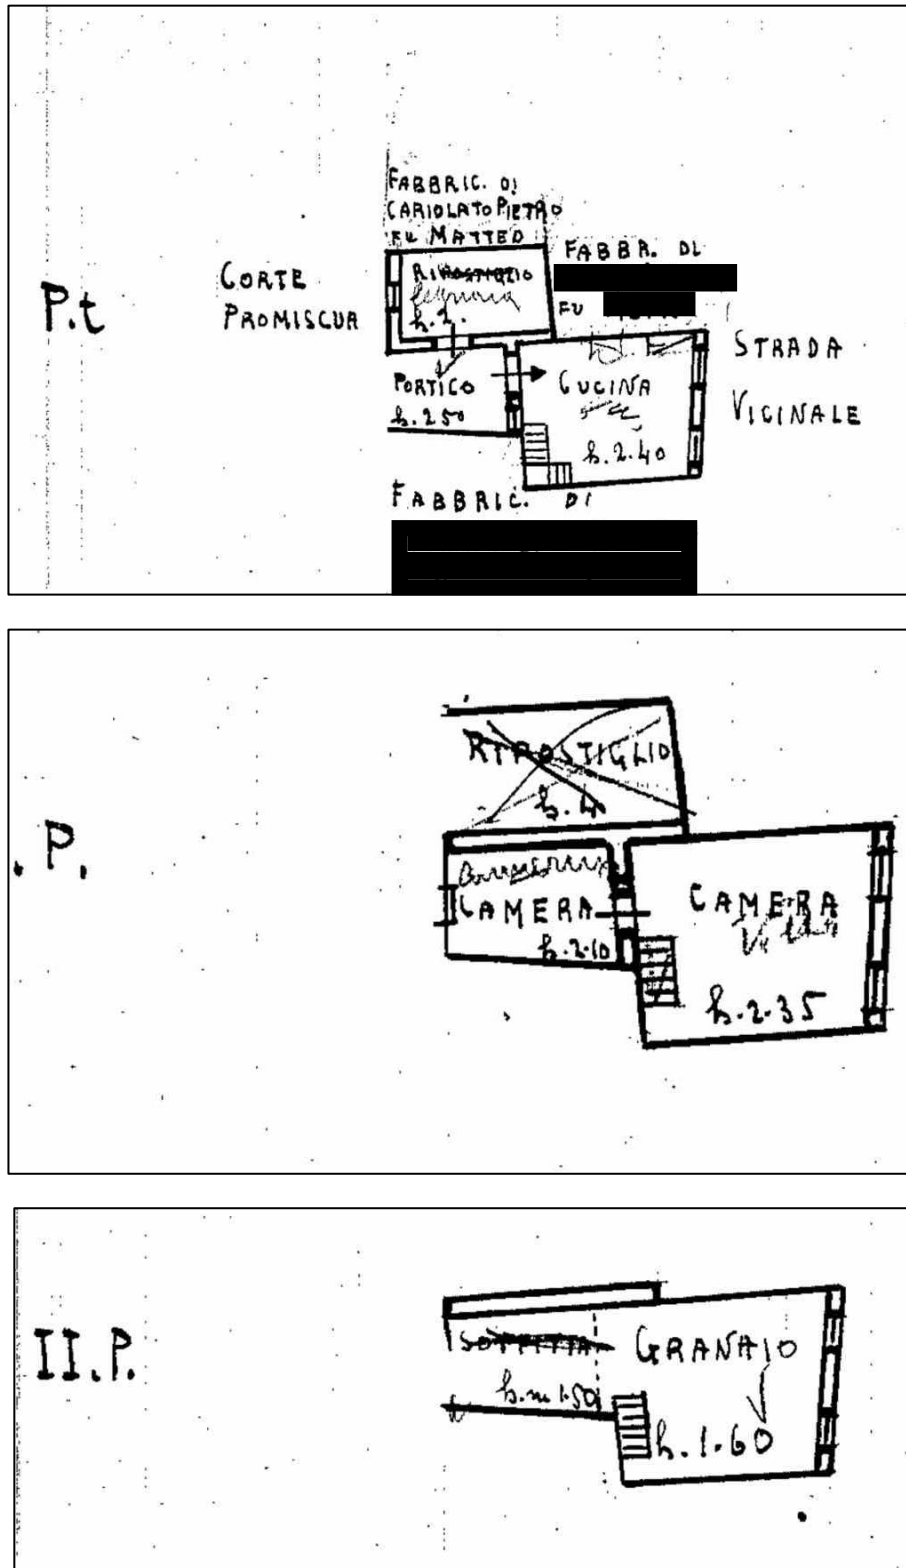 P.t
CORTE
PROMISCUA
FABBRIC. DI
CARIOLATO PIETRO
FU MATTEO
FABBR. DI
FU
RIPOSTIGLIO
h.2.
PORTICO
h.2.50
CUCINA
h.2.40
STRADA
VICINALE
FABBRIC. DI
.P.
RIPOSTIGLIO
CAMERA
h.2.10
CAMERA
h.2.35
II.P.
SOFFITTA
h.m 1.50
GRANAIO
h.1.60